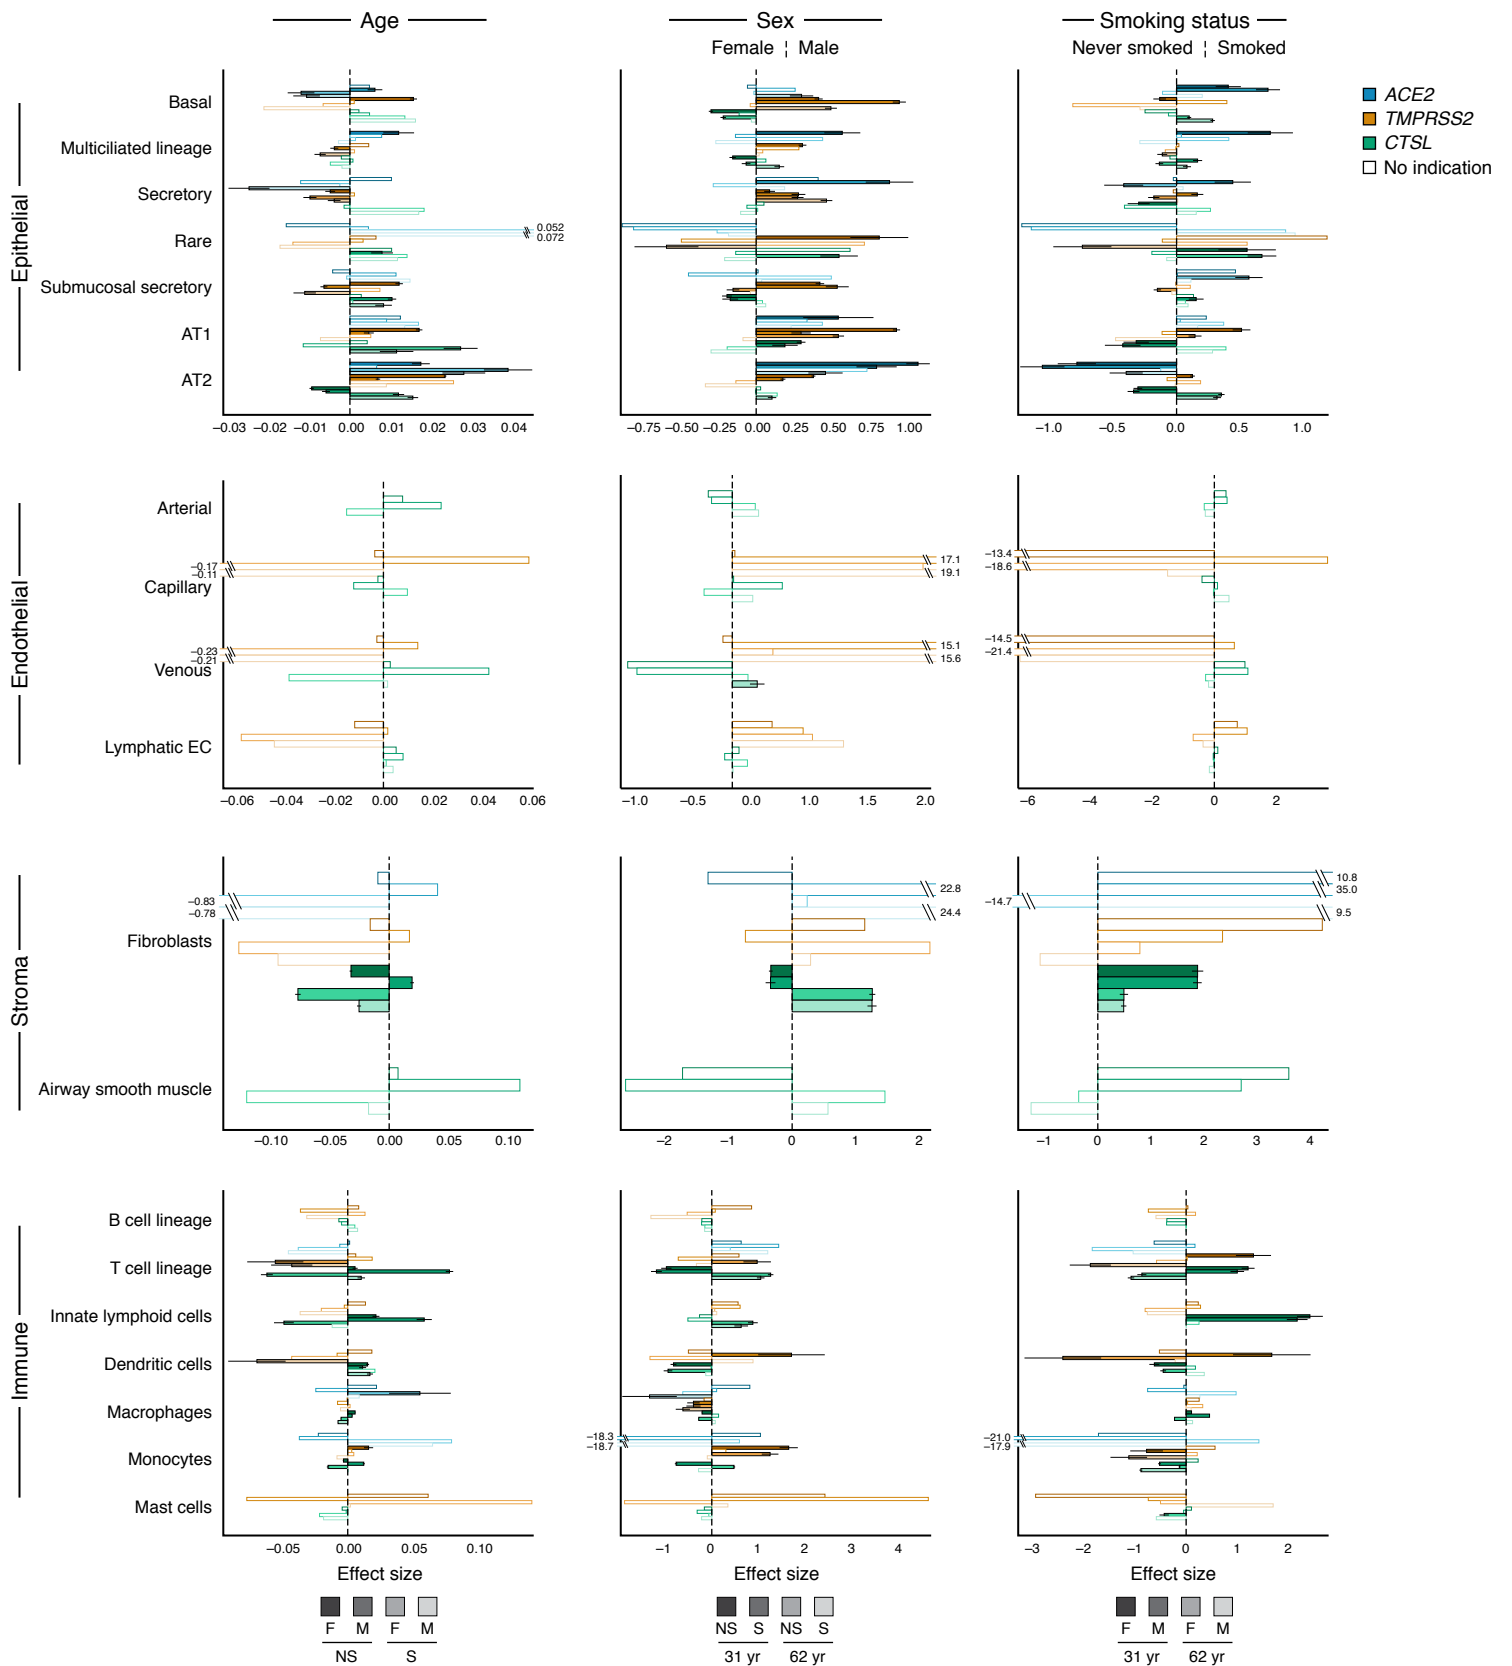 Age
Sex
Smoking status
Female Male
Never smoked Smoked
ACE2
TMPRSS2
CTSL
No indication
Epithelial
Basal
Multiciliated lineage
Secretory
Rare
Submucosal secretory
AT1
AT2
0.052
0.072
−0.03 −0.02 −0.01 0.00 0.01 0.02 0.03 0.04
−0.75 −0.50 −0.25 0.00 0.25 0.50 0.75 1.00
−1.0 −0.5 0.0 0.5 1.0
Endothelial
Arterial
Capillary
Venous
Lymphatic EC
−0.17
−0.11
−0.23
−0.21
17.1
19.1
15.1
15.6
−13.4
−18.6
−14.5
−21.4
−0.06 −0.04 −0.02 0.00 0.02 0.04 0.06
−1.0 −0.5 0.0 1.0 1.5 2.0
−6 −4 −2 0 2
Stroma
Fibroblasts
Airway smooth muscle
−0.83
−0.78
22.8
24.4
−14.7
10.8
35.0
9.5
−0.10 −0.05 0.00 0.05 0.10
−2 −1 0 1 2
−1 0 1 2 3 4
Immune
B cell lineage
T cell lineage
Innate lymphoid cells
Dendritic cells
Macrophages
Monocytes
Mast cells
−18.3
−18.7
−21.0
−17.9
−0.05 0.00 0.05 0.10
−1 0 1 2 3 4
−3 −2 −1 0 1 2
Effect size
Effect size
Effect size
F M F M
NS S
NS S NS S
31 yr 62 yr
F M F M
31 yr 62 yr